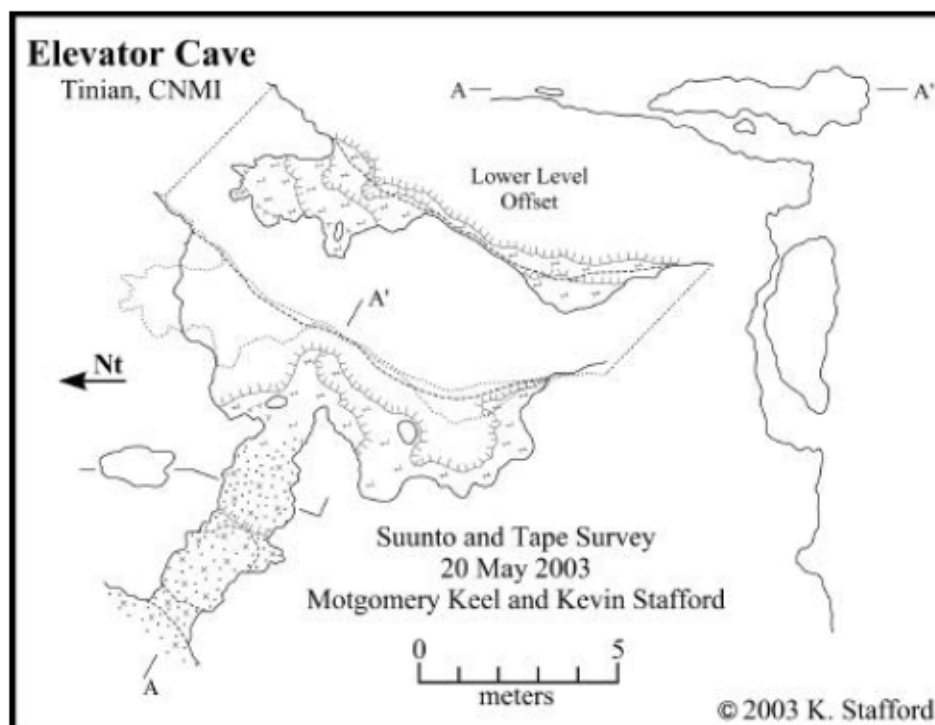 Elevator Cave
Tinian, CNMI
A
A'
Lower Level
Offset
A'
Nt
Suunto and Tape Survey
20 May 2003
Motgomery Keel and Kevin Stafford
A
0 5
meters
© 2003 K. Stafford